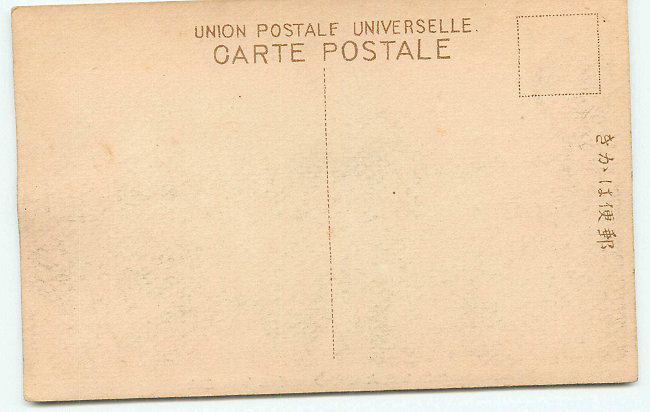 UNION POSTALE UNIVERSELLE.
CARTE POSTALE
郵便はかき